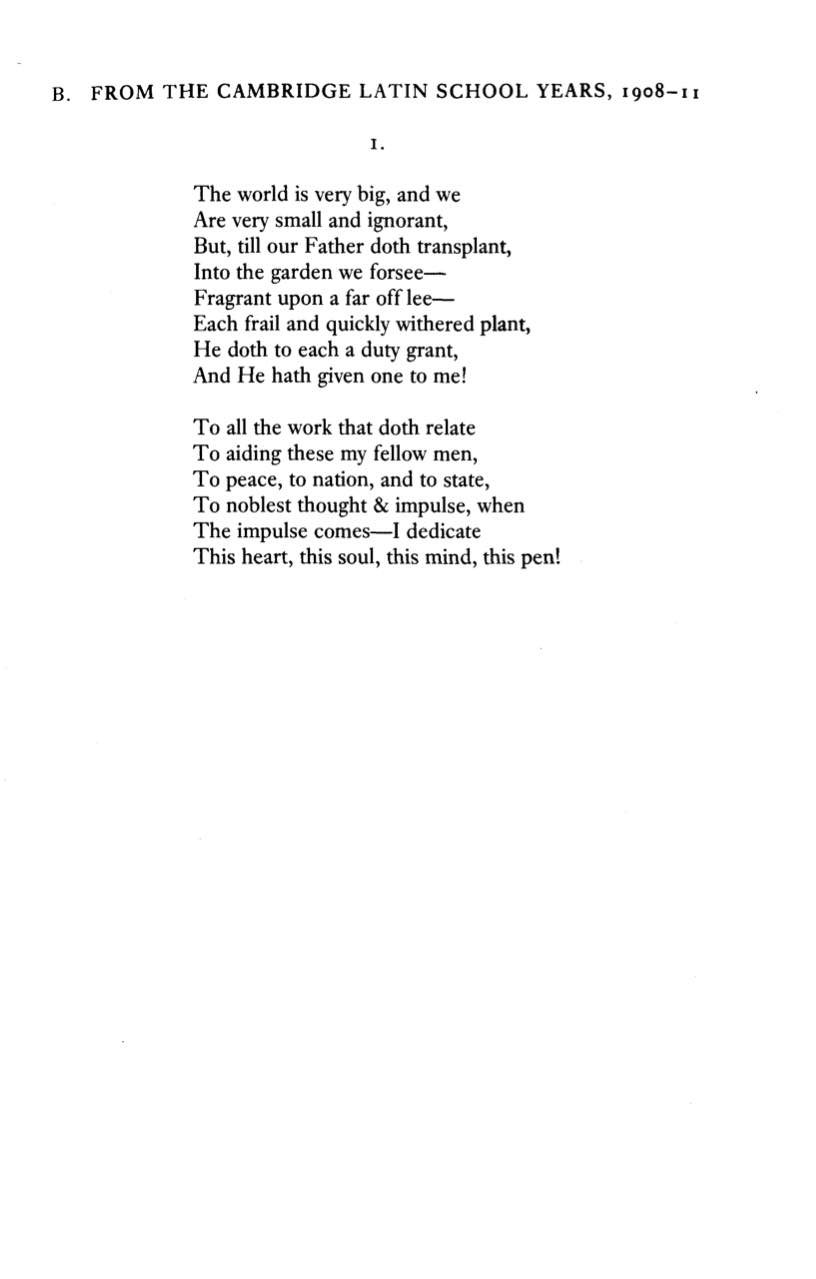 B. FROM THE CAMBRIDGE LATIN SCHOOL YEARS, 1908–11
1.
The world is very big, and we
Are very small and ignorant,
But, till our Father doth transplant,
Into the garden we forsee—
Fragrant upon a far off lee—
Each frail and quickly withered plant,
He doth to each a duty grant,
And He hath given one to me!
To all the work that doth relate
To aiding these my fellow men,
To peace, to nation, and to state,
To noblest thought & impulse, when
The impulse comes—I dedicate
This heart, this soul, this mind, this pen!